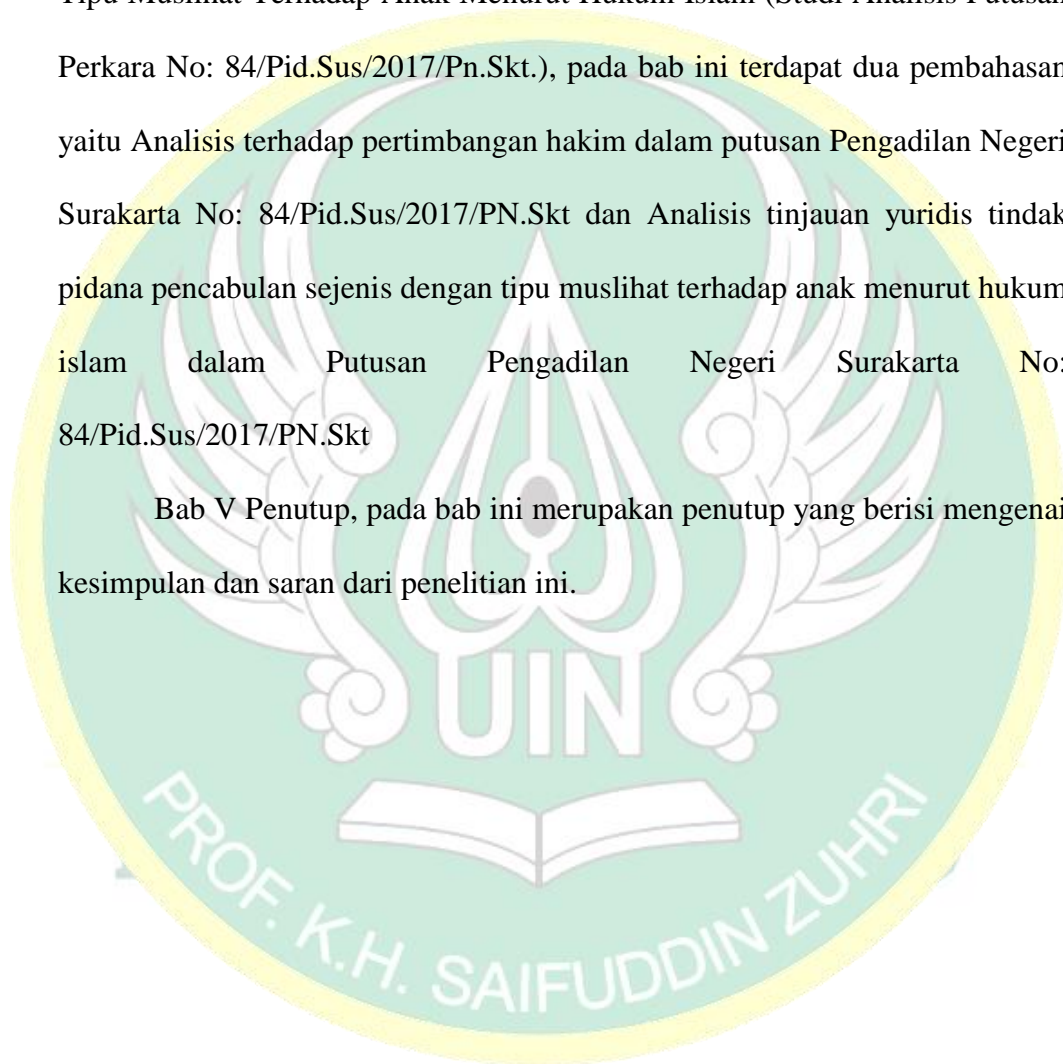 Tipu Muslihat Terhadap Anak Menurut Hukum Islam (Studi Analisis Putusan
Perkara No: 84/Pid.Sus/2017/Pn.Skt.), pada bab ini terdapat dua pembahasan
yaitu Analisis terhadap pertimbangan hakim dalam putusan Pengadilan Negeri
Surakarta No: 84/Pid.Sus/2017/PN.Skt dan Analisis tinjauan yuridis tindak
pidana pencabulan sejenis dengan tipu muslihat terhadap anak menurut hukum
islam dalam Putusan Pengadilan Negeri Surakarta No:
84/Pid.Sus/2017/PN.Skt
Bab V Penutup, pada bab ini merupakan penutup yang berisi mengenai
kesimpulan dan saran dari penelitian ini.
UIN
PROF. K.H. SAIFUDDIN ZUHRI